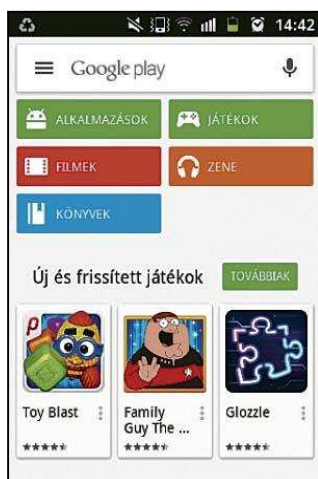 14:42
Google play
ALKALMAZÁSOK
JÁTÉKOK
FILMEK
ZENE
KÖNYVEK
Új és frissített játékok
TOVÁBBIAK
Toy Blast
Family
Guy The ...
Glozzle